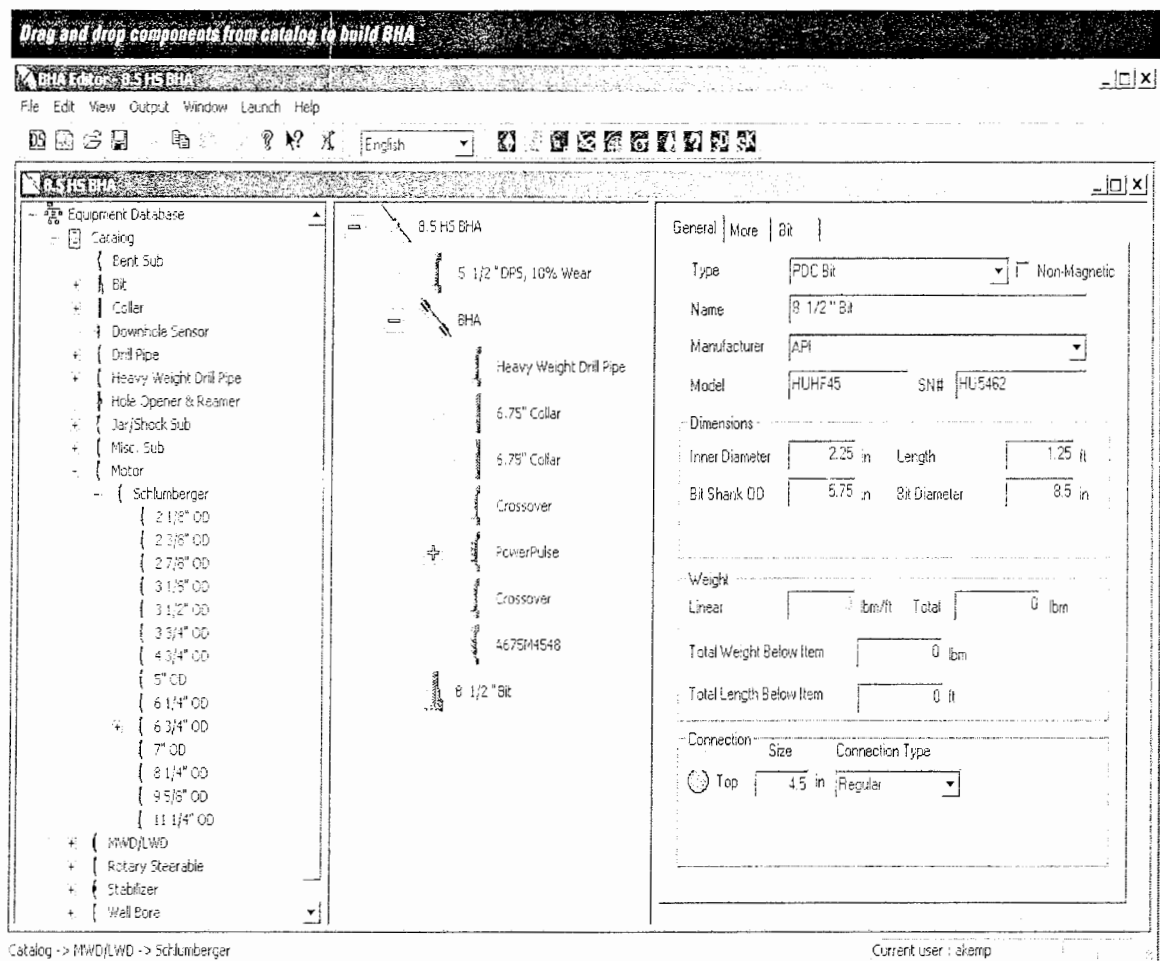 Drag and drop components from catalog to build BHA
BHA Editor - 8.5 HS BHA
File Edit View Output Window Launch Help
English
8.5 HS BHA
Equipment Database
Catalog
Bent Sub
Bit
Collar
Downhole Sensor
Drill Pipe
Heavy Weight Drill Pipe
Hole Opener & Reamer
Jar/Shock Sub
Misc. Sub
Motor
Schlumberger
2 1/8" OD
2 3/8" OD
2 7/8" OD
3 1/8" OD
3 1/2" OD
3 3/4" OD
4 3/4" OD
5" OD
6 1/4" OD
6 3/4" OD
7" OD
8 1/4" OD
9 5/8" OD
11 1/4" OD
MWD/LWD
Rotary Steerable
Stabilizer
Well Bore
8.5 HS BHA
5 1/2" DPS, 10% Wear
BHA
Heavy Weight Drill Pipe
6.75" Collar
6.75" Collar
Crossover
PowerPulse
Crossover
A675M4548
8 1/2 "Bit
General More Bit
Type PDC Bit Non-Magnetic
Name 8 1/2 " Bit
Manufacturer API
Model HUHF45 SN# HU5462
Dimensions
Inner Diameter 2.25 in Length 1.25 ft
Bit Shank OD 5.75 in Bit Diameter 8.5 in
Weight
Linear lbm/ft Total 0 lbm
Total Weight Below Item 0 lbm
Total Length Below Item 0 ft
Connection
Size Connection Type
Top 4.5 in Regular
Catalog -> MWD/LWD -> Schlumberger
Current user : akemp